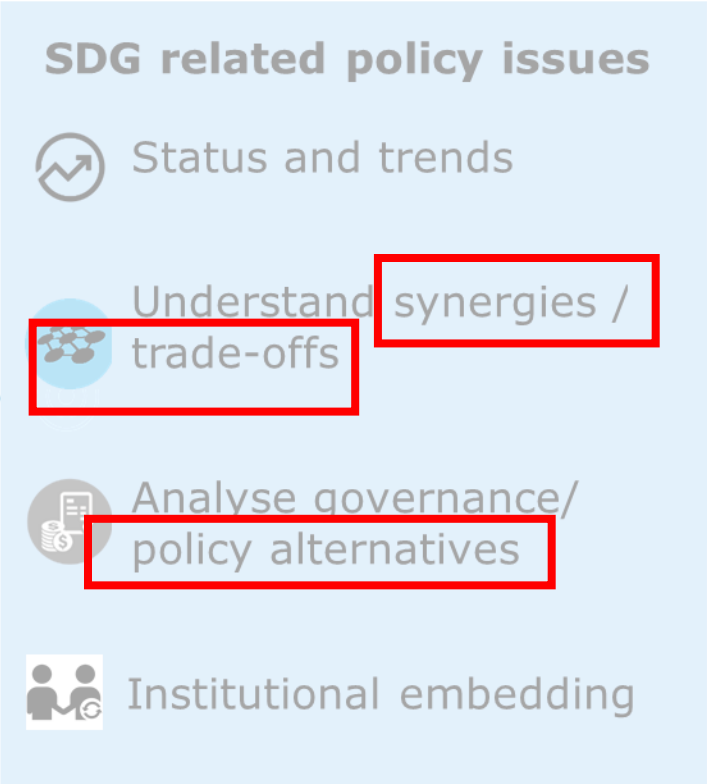 SDG related policy issues
Status and trends
Understand synergies /
trade-offs
Analyse governance/
policy alternatives
Institutional embedding